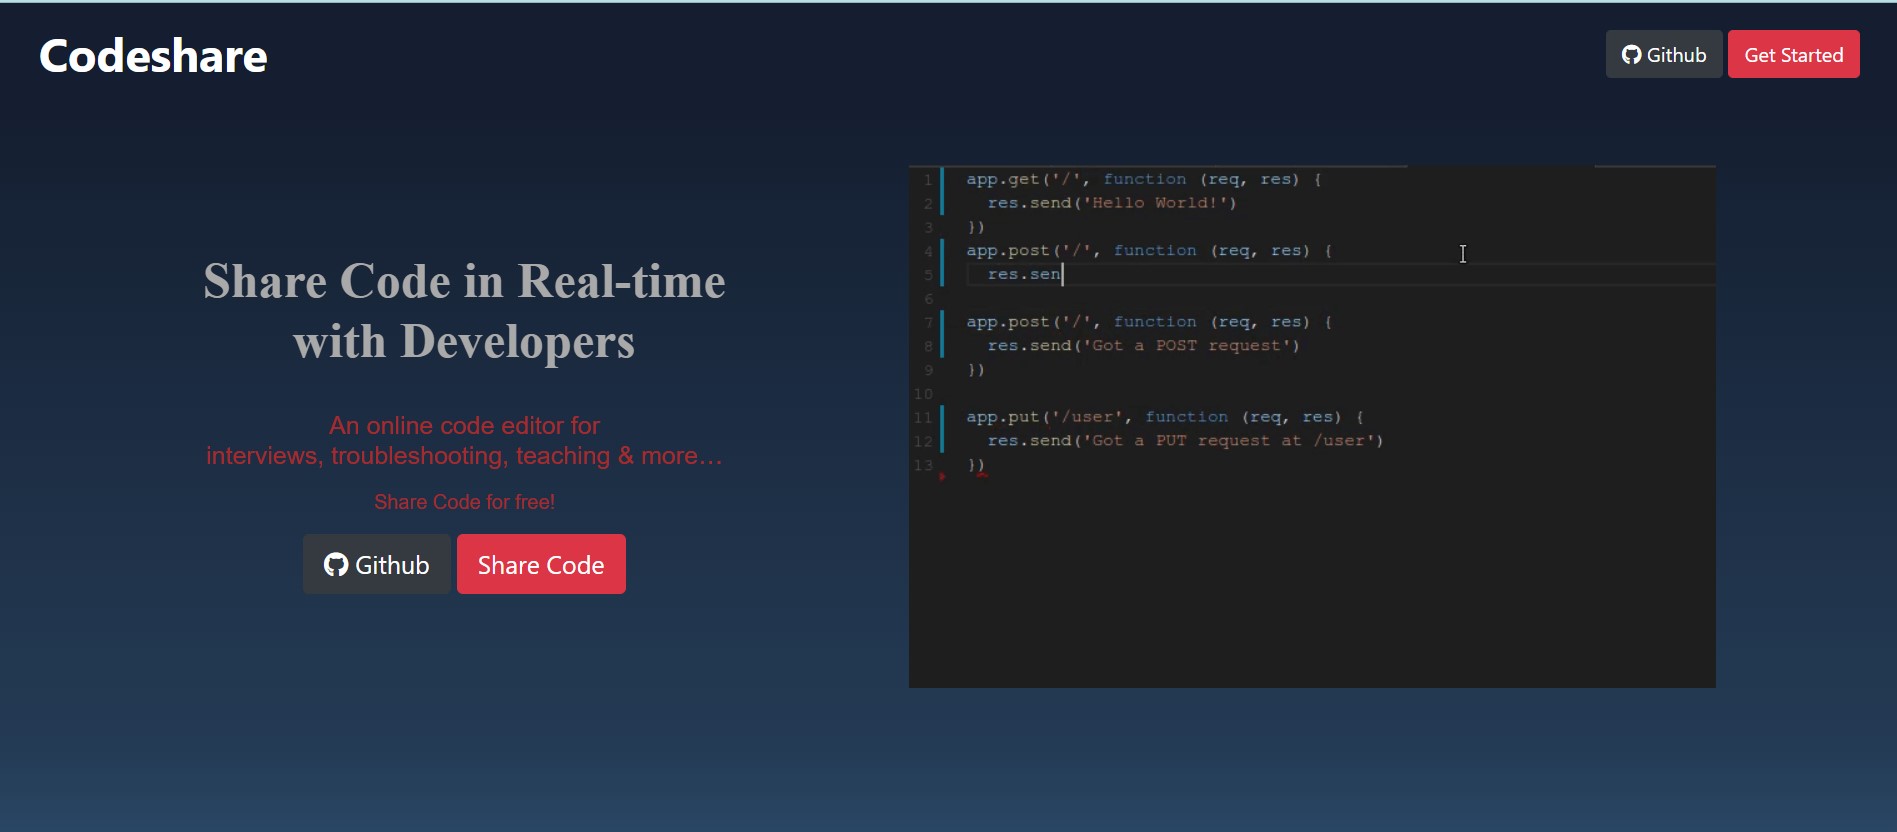 Codeshare
Github
Get Started
Share Code in Real-time
with Developers
An online code editor for
interviews, troubleshooting, teaching & more...
Share Code for free!
Github
Share Code
1 app.get('/', function (req, res) {
2 res.send('Hello World!')
3 })
4 app.post('/', function (req, res) {
5 res.sen
6
7 app.post('/', function (req, res) {
8 res.send('Got a POST request')
9 })
10
11 app.put('/user', function (req, res) {
12 res.send('Got a PUT request at /user')
13 })